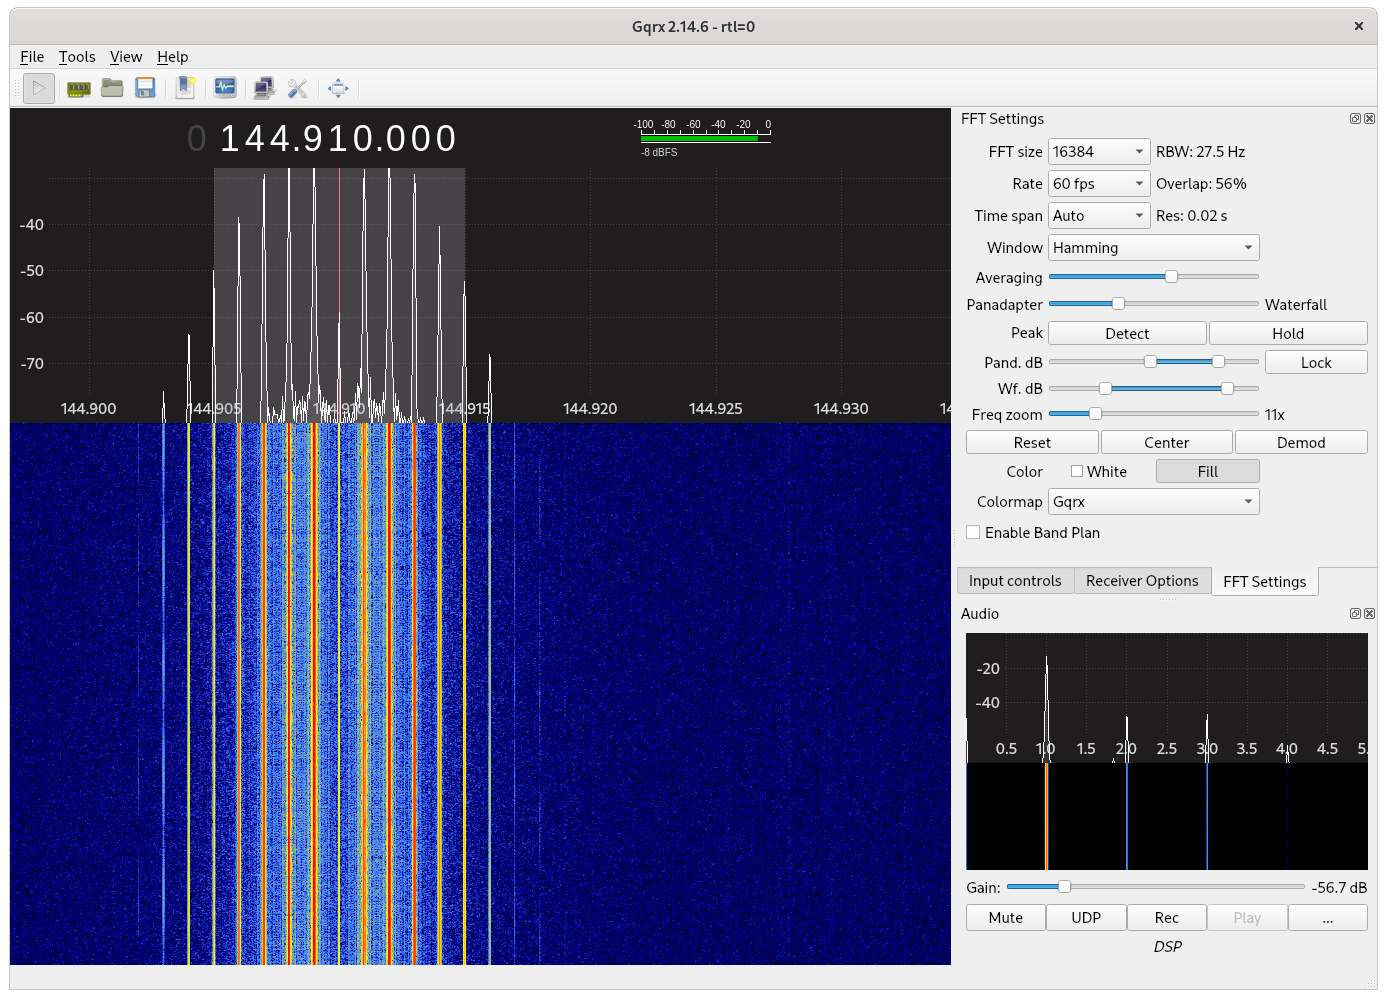 Gqrx 2.14.6 - rtl=0
File Tools View Help
0 144.910.000
-100 -80 -60 -40 -20 0
-8 dBFS
-40
-50
-60
-70
144.900 144.905 144.910 144.915 144.920 144.925 144.930 14
FFT Settings
FFT size 16384 RBW: 27.5 Hz
Rate 60 fps Overlap: 56%
Time span Auto Res: 0.02 s
Window Hamming
Averaging
Panadapter Waterfall
Peak Detect Hold
Pand. dB Lock
Wf. dB
Freq zoom 11x
Reset Center Demod
Color White Fill
Colormap Gqrx
Enable Band Plan
Input controls Receiver Options FFT Settings
Audio
-20
-40
0.5 1.0 1.5 2.0 2.5 3.0 3.5 4.0 4.5 5.
Gain: -56.7 dB
Mute UDP Rec Play ...
DSP